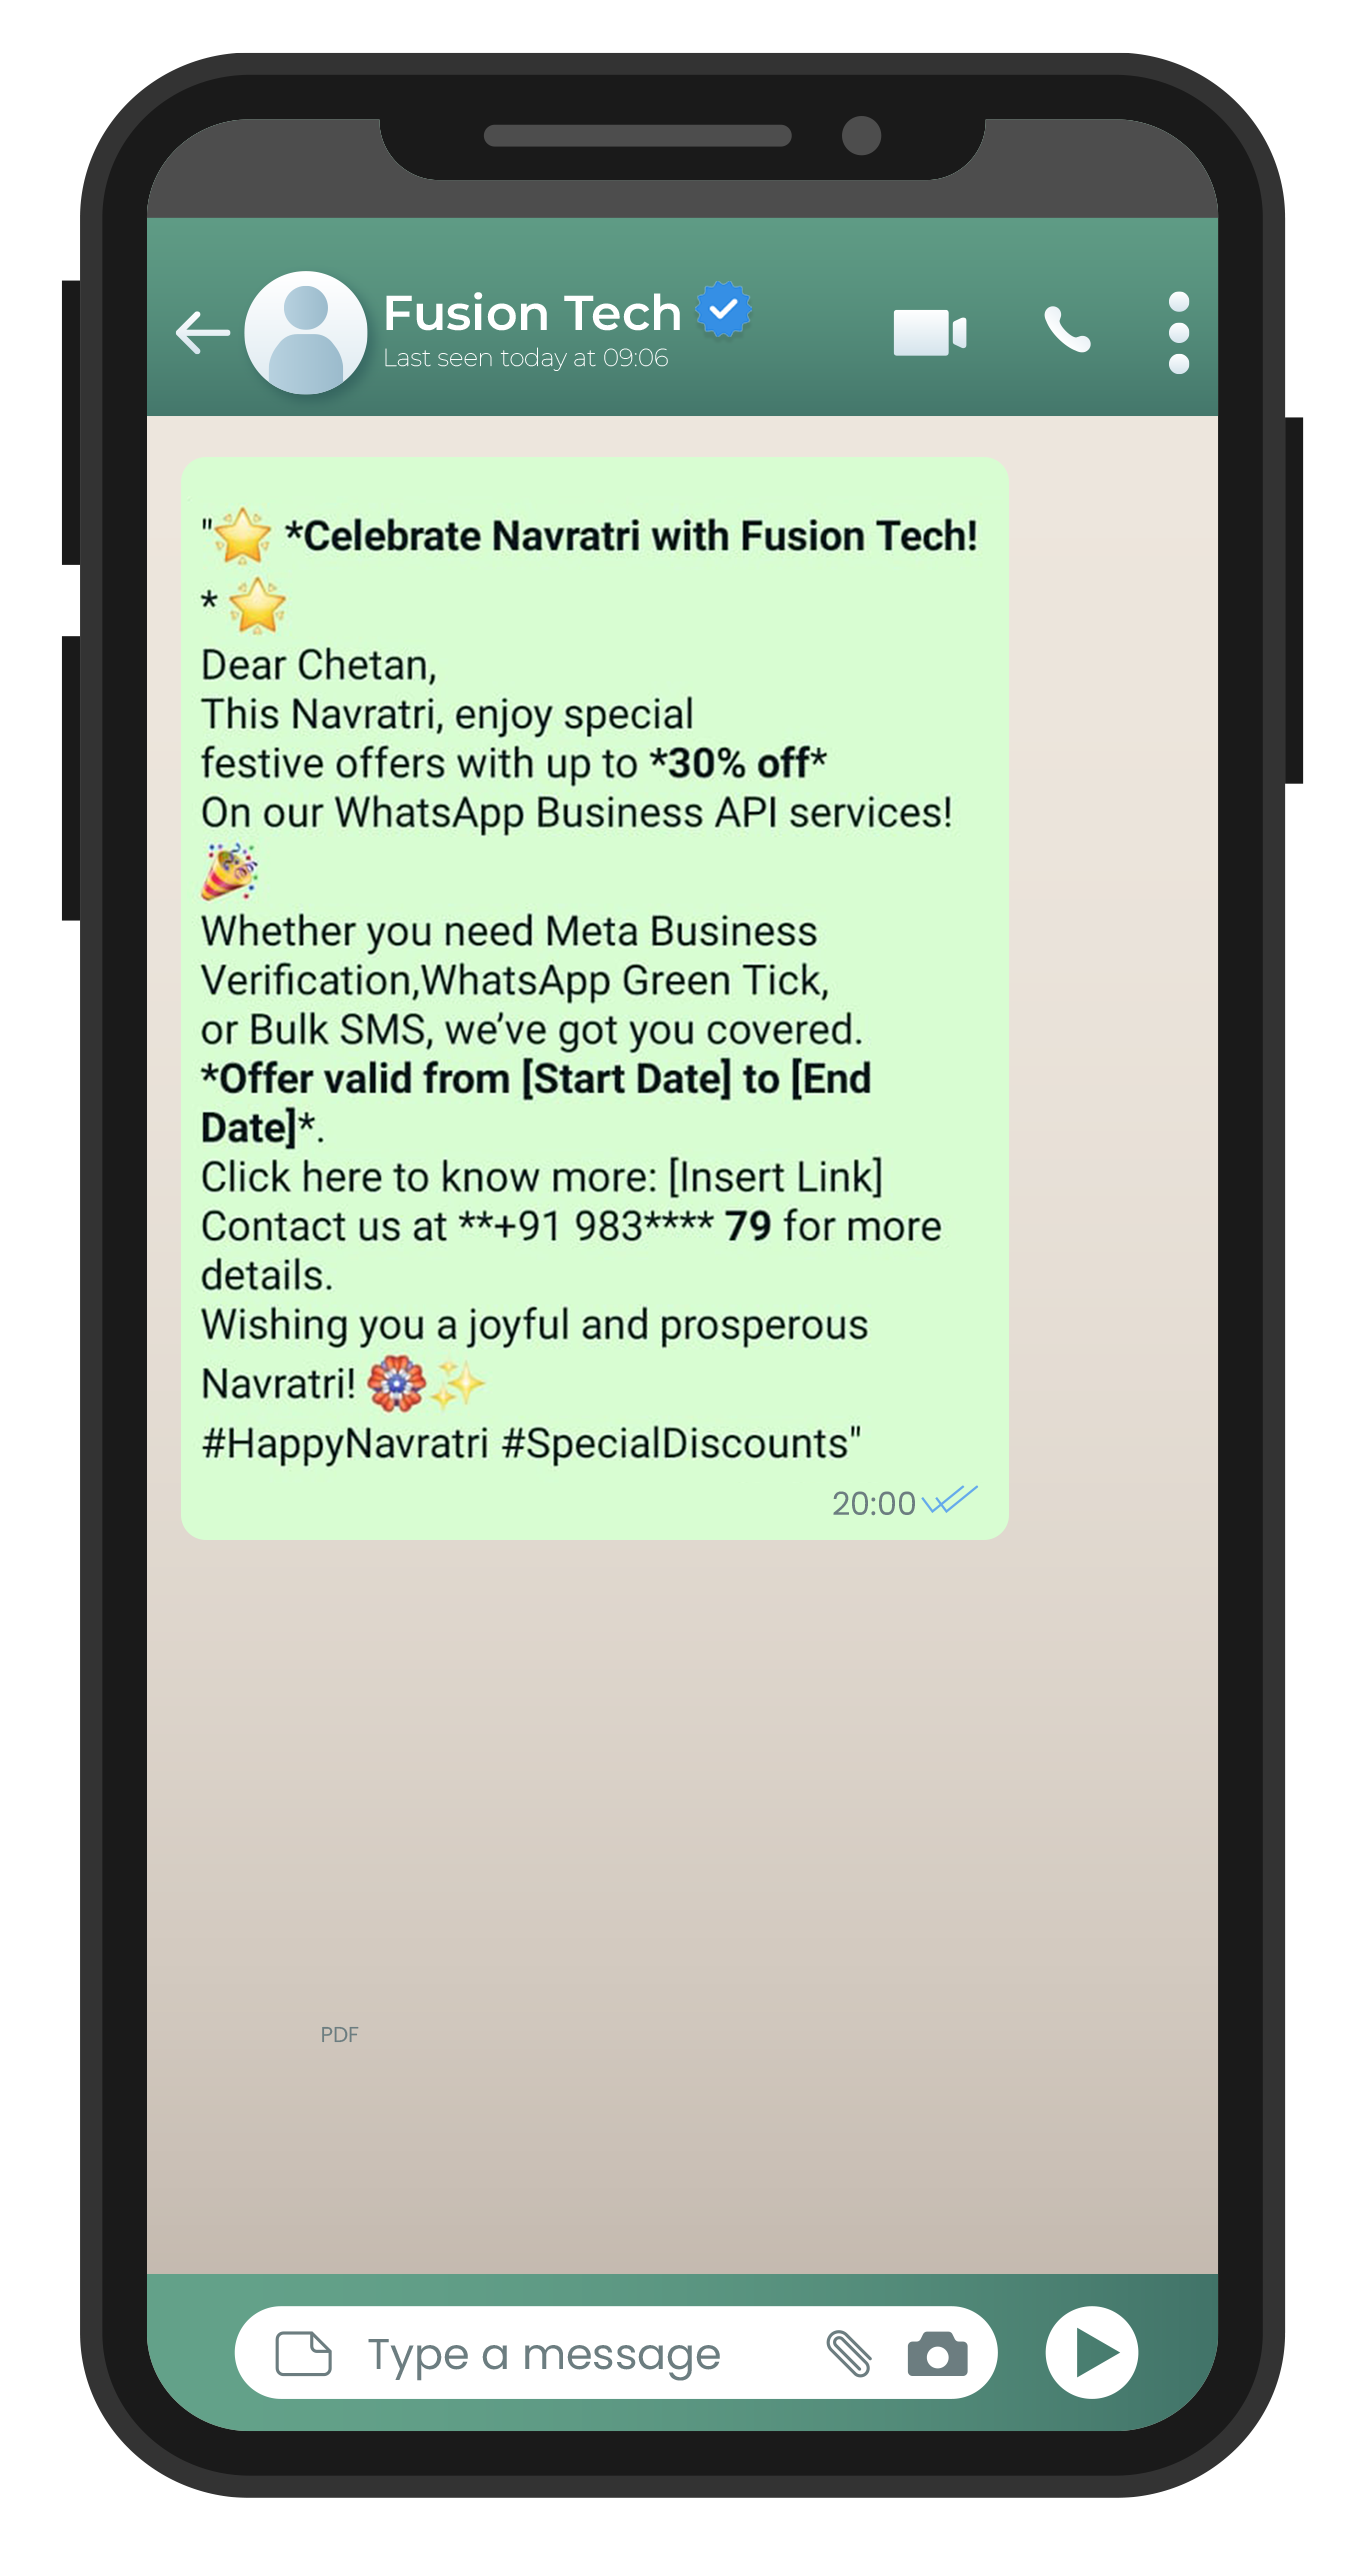 Fusion Tech
Last seen today at 09:06
"🌟 *Celebrate Navratri with Fusion Tech!
* 🌟
Dear Chetan,
This Navratri, enjoy special
festive offers with up to *30% off*
On our WhatsApp Business API services!
🎉
Whether you need Meta Business
Verification,WhatsApp Green Tick,
or Bulk SMS, we’ve got you covered.
*Offer valid from [Start Date] to [End
Date]*.
Click here to know more: [Insert Link]
Contact us at **+91 983**** 79 for more
details.
Wishing you a joyful and prosperous
Navratri! 🏵️✨
#HappyNavratri #SpecialDiscounts"
20:00
PDF
Type a message